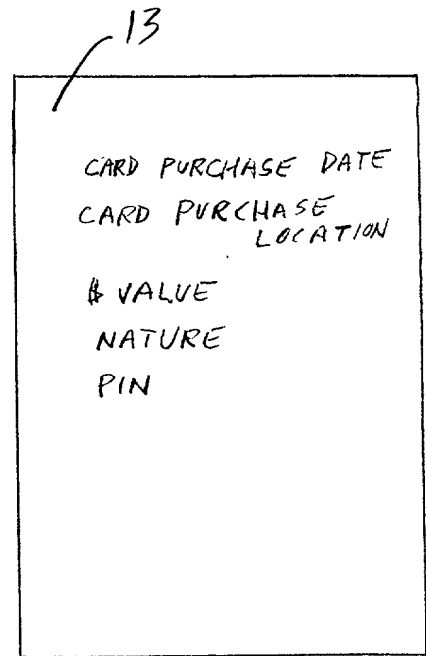 13
CARD PURCHASE DATE
CARD PURCHASE
LOCATION
$ VALUE
NATURE
PIN